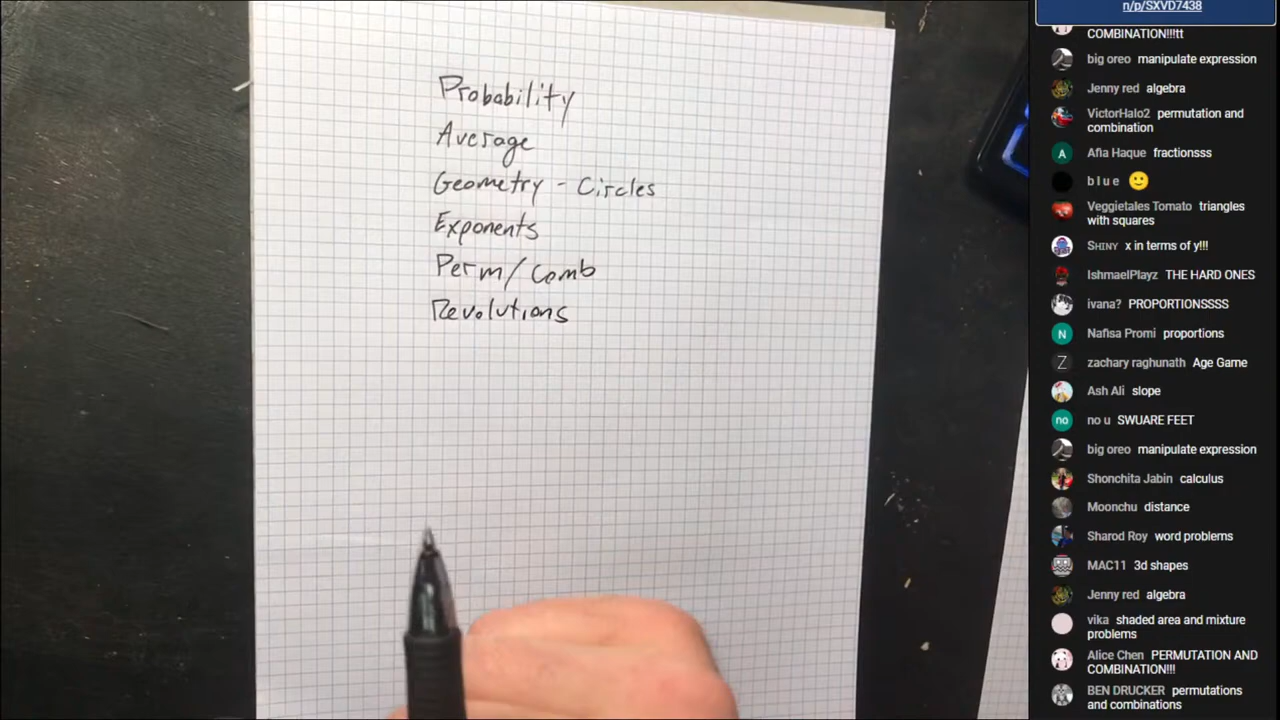 Probability
Average
Geometry - Circles
Exponents
Perm/Comb
Revolutions
n/p/SXVD7438
COMBINATION!!!tt
big oreo manipulate expression
Jenny red algebra
VictorHalo2 permutation and
combination
A
Afia Haque fractionsss
b l u e 🙂
Veggietales Tomato triangles
with squares
SHINY x in terms of y!!!
IshmaelPlayz THE HARD ONES
ivana? PROPORTIONSSSS
N
Nafisa Promi proportions
Z
zachary raghunath Age Game
Ash Ali slope
no
no u SWUARE FEET
big oreo manipulate expression
Shonchita Jabin calculus
Moonchu distance
Sharod Roy word problems
MAC11 3d shapes
Jenny red algebra
vika shaded area and mixture
problems
Alice Chen PERMUTATION AND
COMBINATION!!!
BEN DRUCKER permutations
and combinations